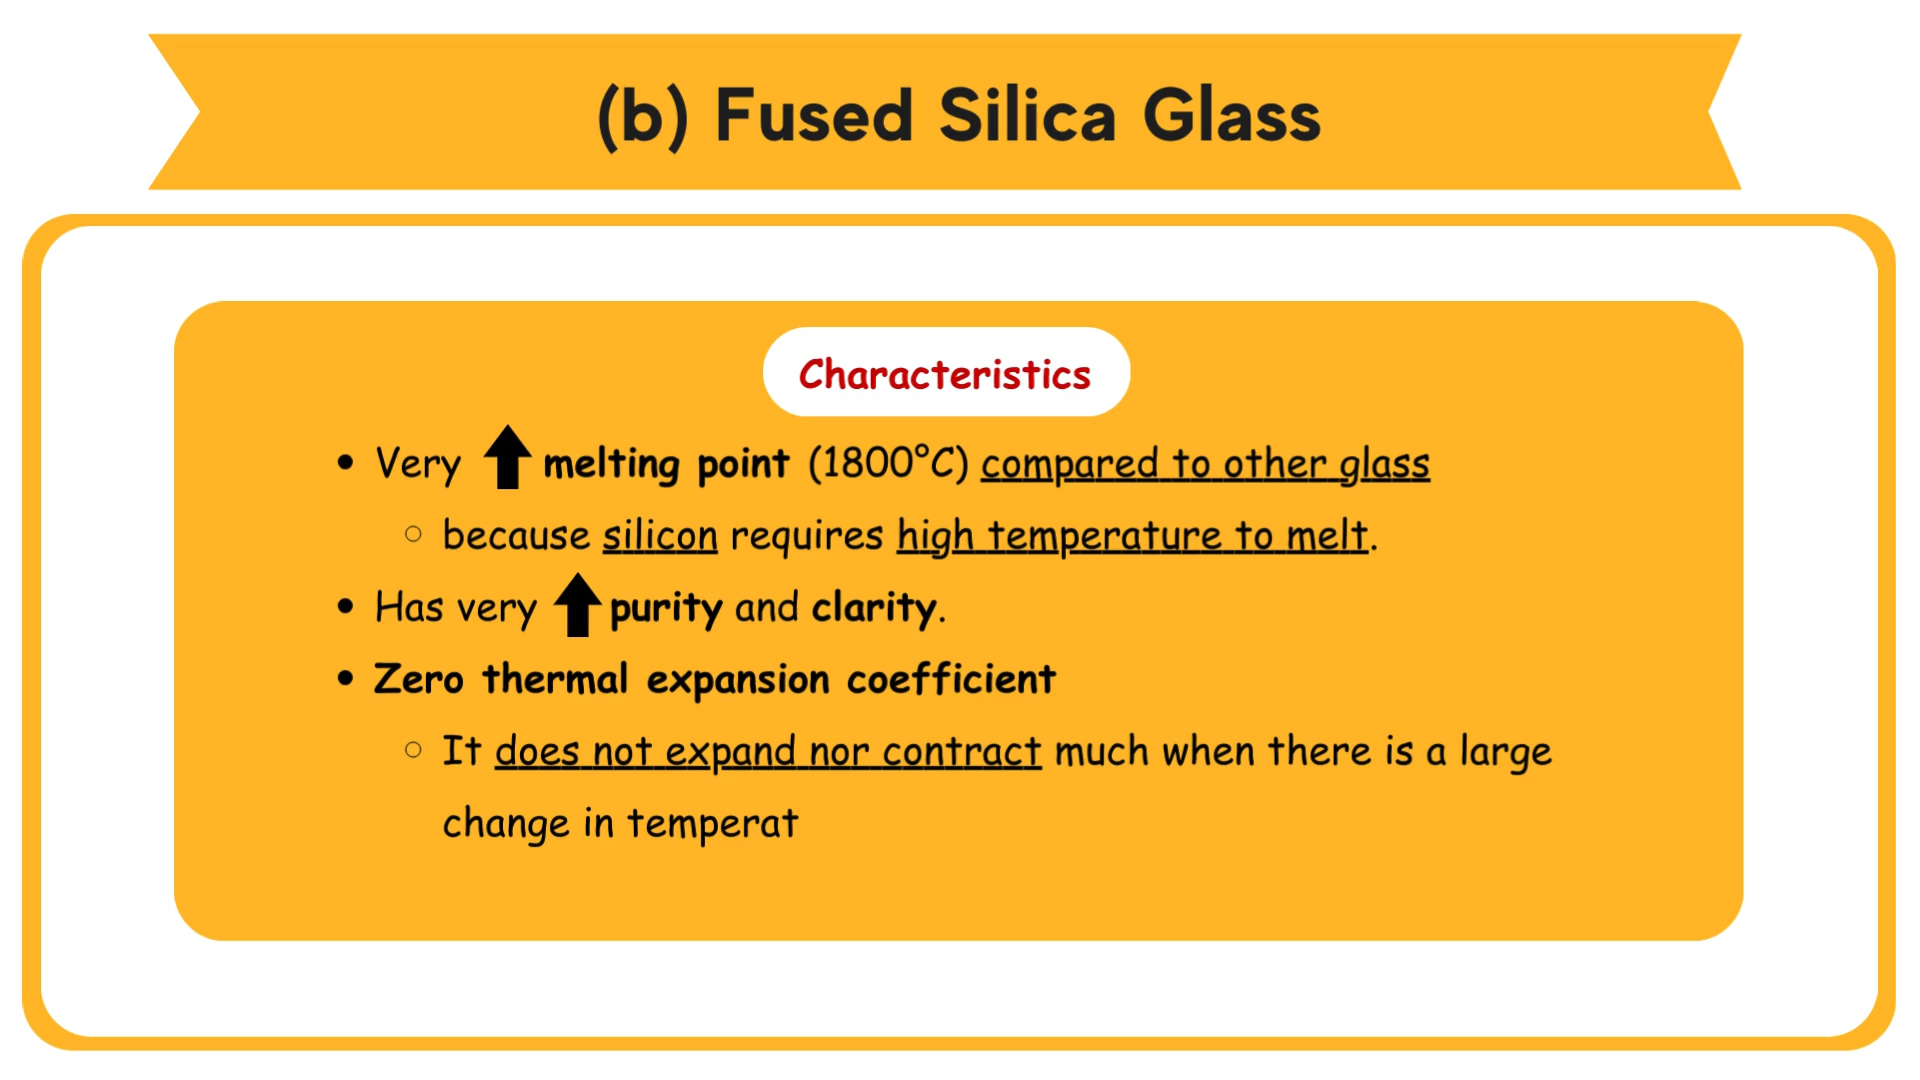 (b) Fused Silica Glass
Characteristics
• Very ⬆ melting point (1800°C) compared to other glass
○ because silicon requires high temperature to melt.
• Has very ⬆ purity and clarity.
• Zero thermal expansion coefficient
○ It does not expand nor contract much when there is a large
change in temperat